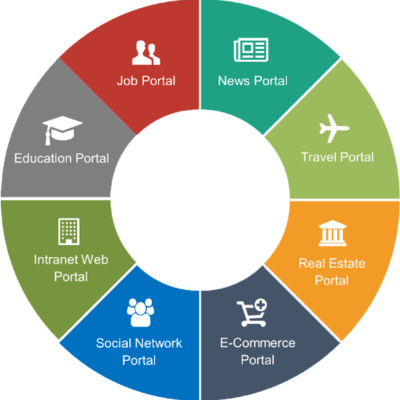 Job Portal
News Portal
Travel Portal
Real Estate
Portal
E-Commerce
Portal
Social Network
Portal
Intranet Web
Portal
Education Portal